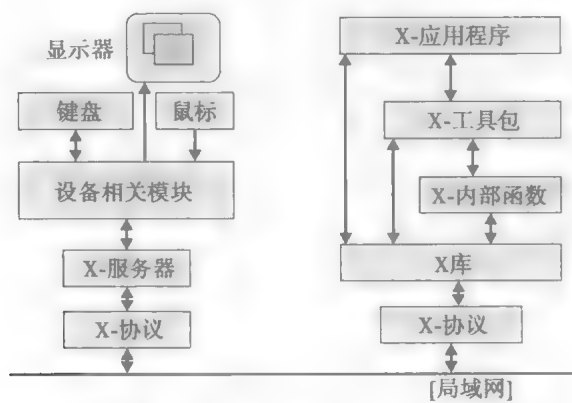 显示器
键盘
鼠标
设备相关模块
X-服务器
X-协议
X-应用程序
X-工具包
X-内部函数
X库
X-协议
[局域网]